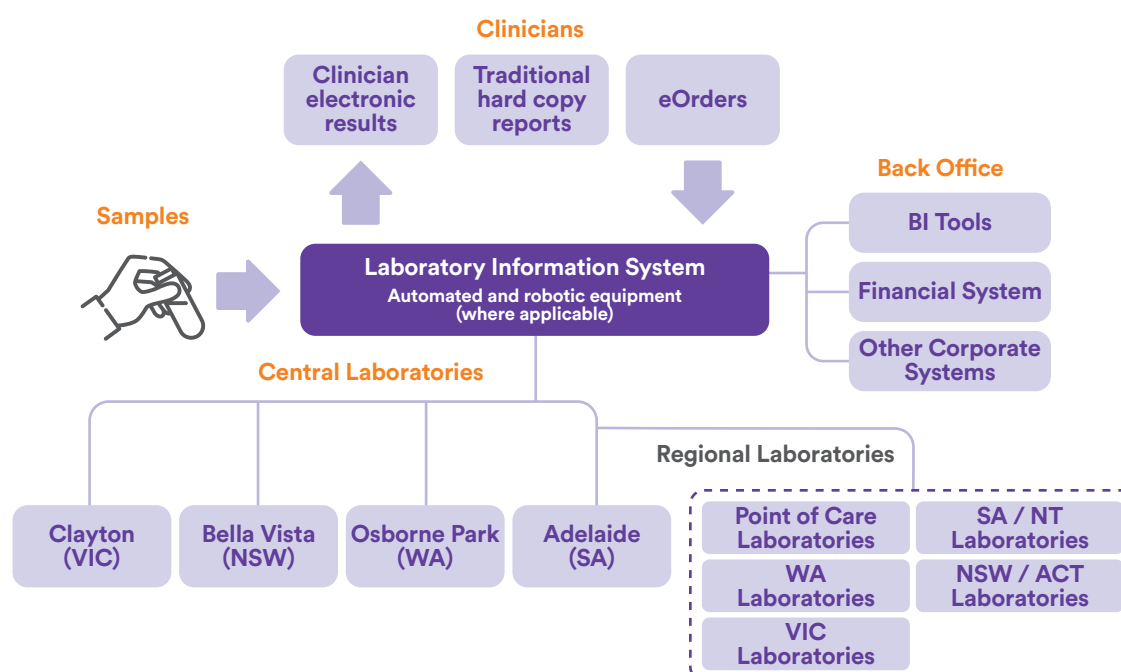 Clinicians
Clinician
electronic
results
Traditional
hard copy
reports
eOrders
Back Office
BI Tools
Financial System
Other Corporate
Systems
Samples
Laboratory Information System
Automated and robotic equipment
(where applicable)
Central Laboratories
Clayton
(VIC)
Bella Vista
(NSW)
Osborne Park
(WA)
Adelaide
(SA)
Regional Laboratories
Point of Care
Laboratories
SA / NT
Laboratories
WA
Laboratories
NSW / ACT
Laboratories
VIC
Laboratories